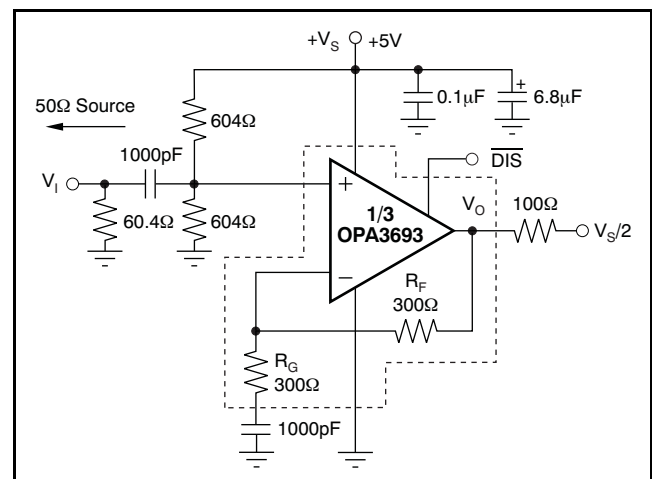 +V_S
+5V
50Ω Source
604Ω
0.1μF
+
6.8μF
1000pF
DIS
V_I
+
1/3
OPA3693
V_O
100Ω
60.4Ω
604Ω
V_S/2
−
R_F
300Ω
R_G
300Ω
1000pF